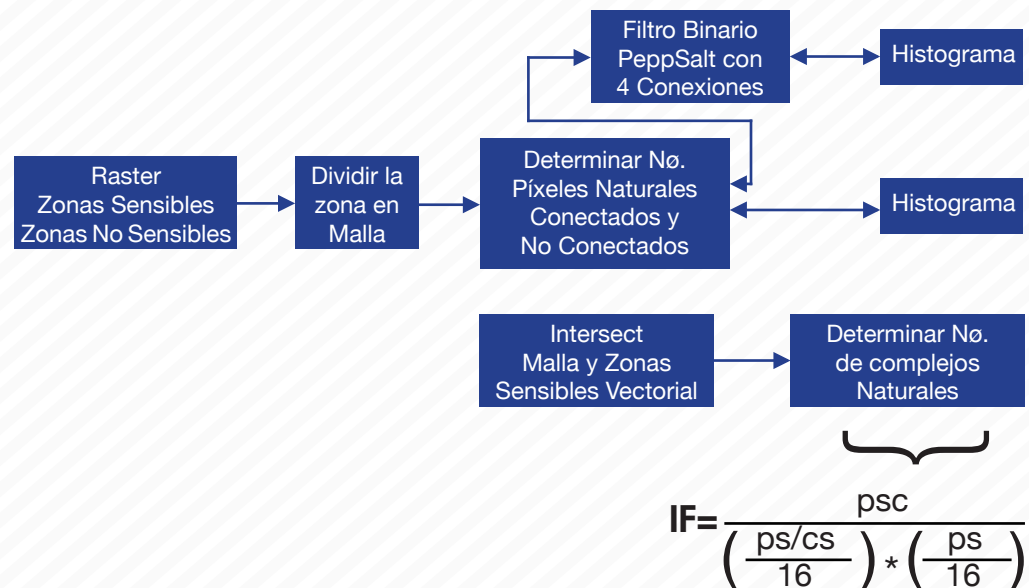 Filtro Binario
PeppSalt con
4 Conexiones
Histograma
Raster
Zonas Sensibles
Zonas No Sensibles
Dividir la
zona en
Malla
Determinar Nø.
Píxeles Naturales
Conectados y
No Conectados
Histograma
Intersect
Malla y Zonas
Sensibles Vectorial
Determinar Nø.
de complejos
Naturales
IF=
psc
( ps/cs
16 ) * ( ps
16 )